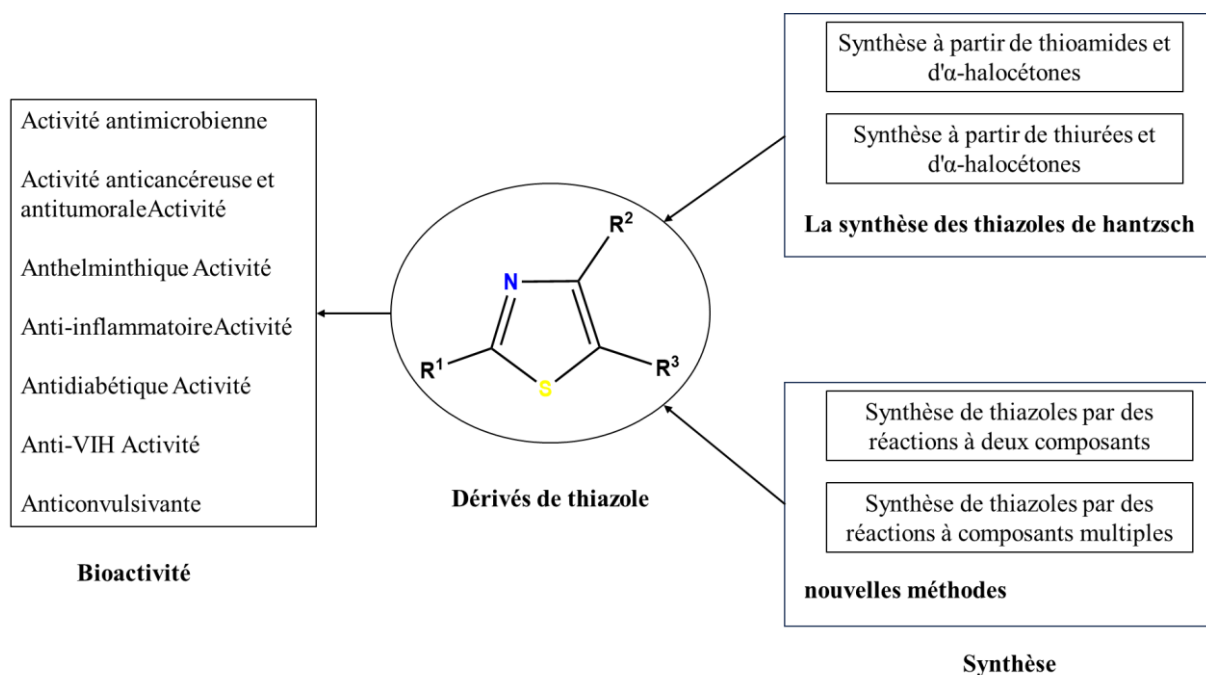 Activité antimicrobienne
Activité anticancéreuse et
antitumoraleActivité
Anthelminthique Activité
Anti-inflammatoireActivité
Antidiabétique Activité
Anti-VIH Activité
Anticonvulsivante
Bioactivité
R²
N
R¹
S
R³
Dérivés de thiazole
Synthèse à partir de thioamides et
d'α-halocétones
Synthèse à partir de thiurées et
d'α-halocétones
La synthèse des thiazoles de hantzsch
Synthèse de thiazoles par des
réactions à deux composants
Synthèse de thiazoles par des
réactions à composants multiples
nouvelles méthodes
Synthèse